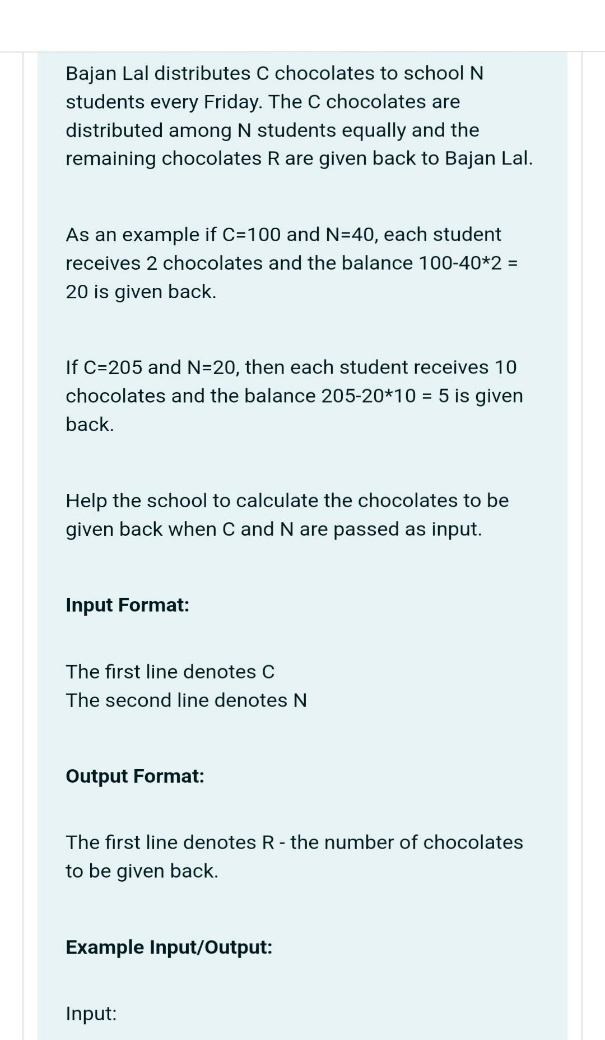 Bajan Lal distributes C chocolates to school N
students every Friday. The C chocolates are
distributed among N students equally and the
remaining chocolates R are given back to Bajan Lal.
As an example if C=100 and N=40, each student
receives 2 chocolates and the balance 100-40*2 =
20 is given back.
If C=205 and N=20, then each student receives 10
chocolates and the balance 205-20*10 = 5 is given
back.
Help the school to calculate the chocolates to be
given back when C and N are passed as input.
Input Format:
The first line denotes C
The second line denotes N
Output Format:
The first line denotes R - the number of chocolates
to be given back.
Example Input/Output:
Input: